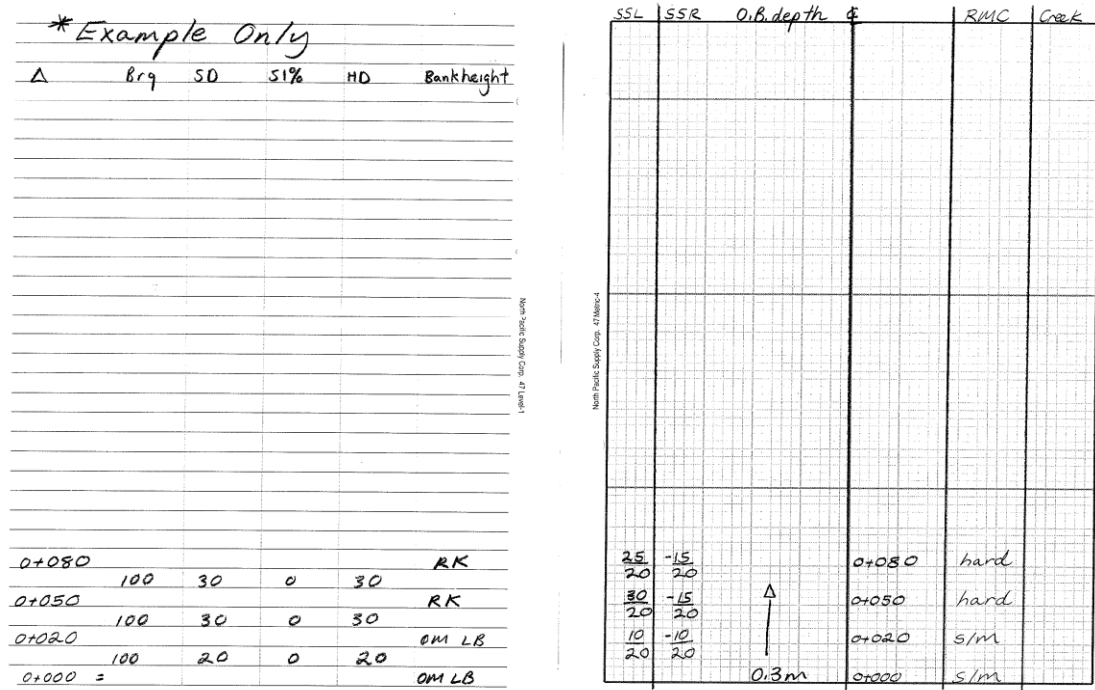 * Example Only
Δ Brg SD Sl% HD Bankheight
0+080 RK
100 30 0 30
0+050 RK
100 30 0 30
0+020 0m LB
100 20 0 20
0+000 = 0m LB
North Pacific Supply Corp. 47 Level-1
SSL SSR O.B. depth ₵ RMC Creek
25/20 -15/20 0+080 hard
30/20 -15/20 Δ 0+050 hard
10/20 -10/20 0+020 s/m
0.3m 0+000 s/m
North Pacific Supply Corp. 47 Metric-4